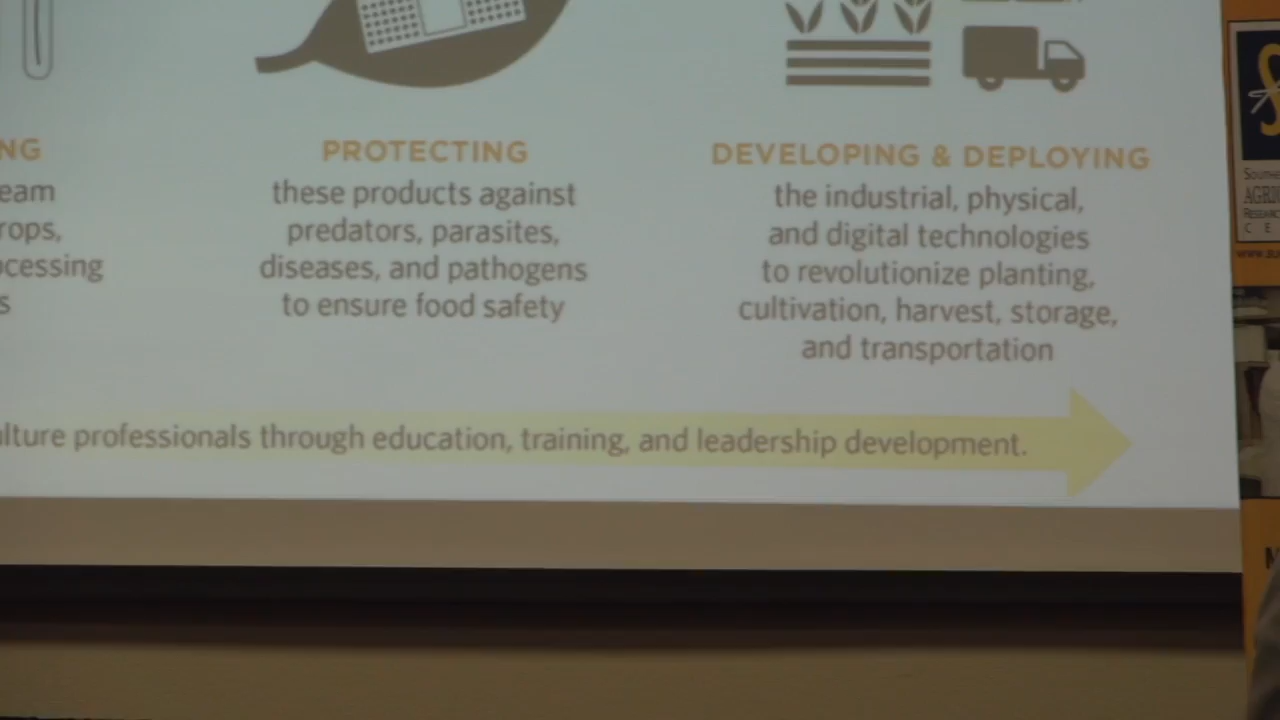 NG
eam
rops,
ocessing
s
PROTECTING
these products against
predators, parasites,
diseases, and pathogens
to ensure food safety
DEVELOPING & DEPLOYING
the industrial, physical,
and digital technologies
to revolutionize planting,
cultivation, harvest, storage,
and transportation
ulture professionals through education, training, and leadership development.
C E